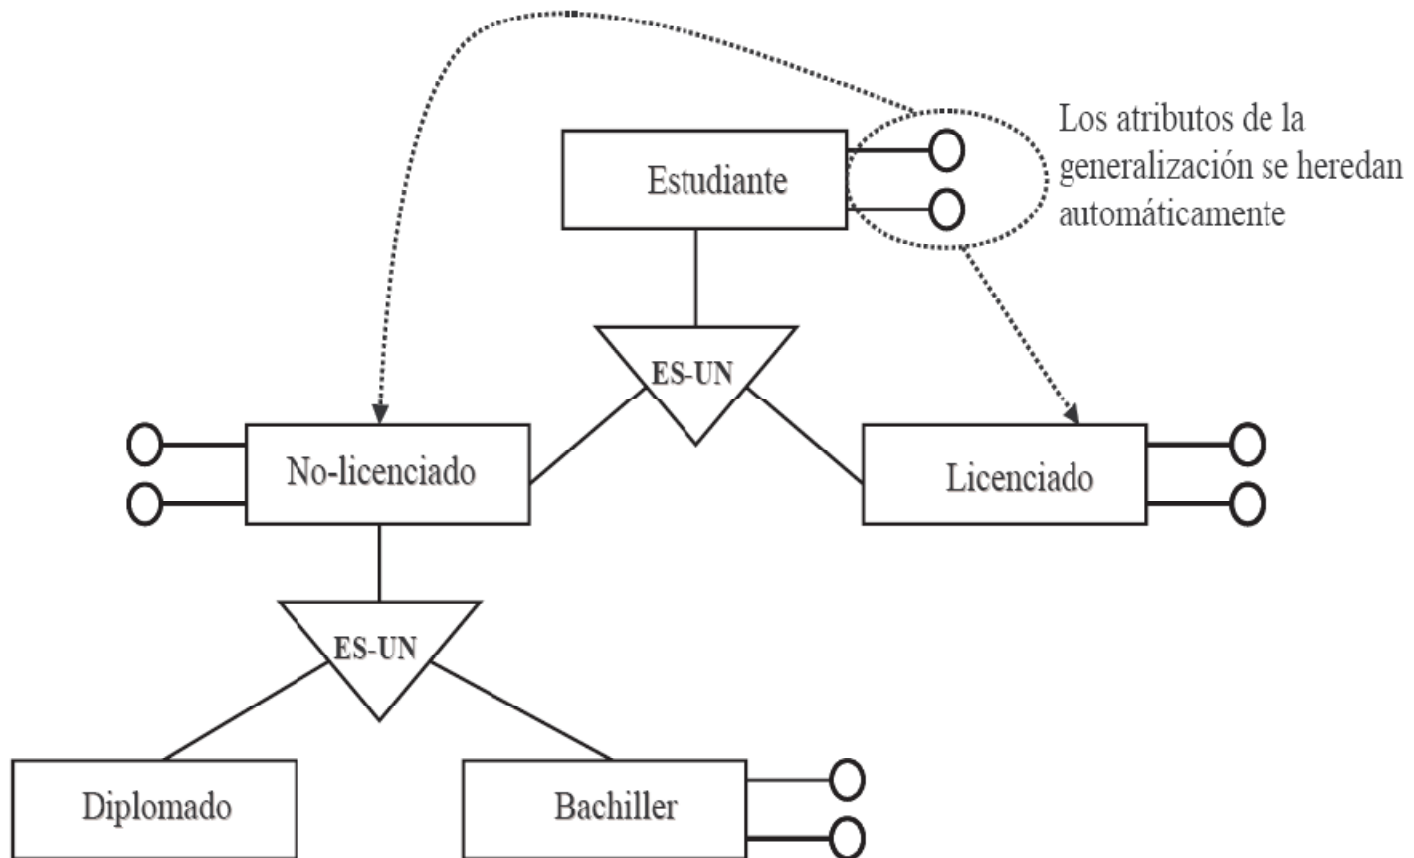 Los atributos de la
generalización se heredan
automáticamente
Estudiante
ES-UN
No-licenciado
Licenciado
ES-UN
Diplomado
Bachiller